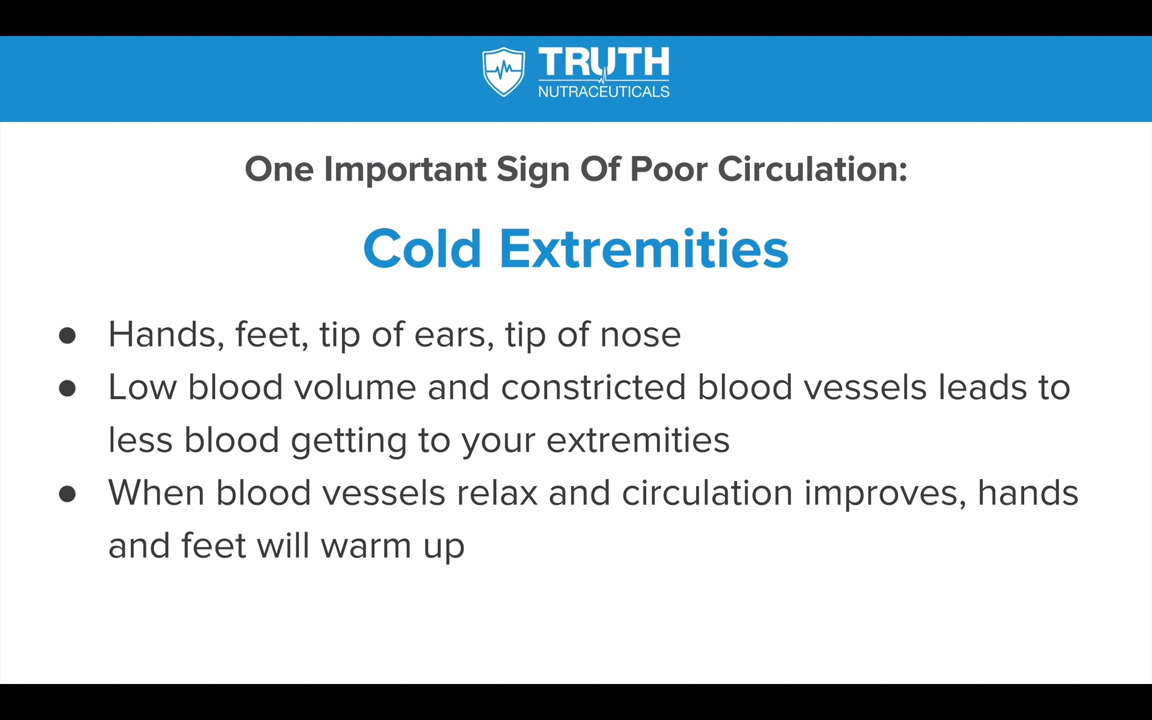 TRUTH
NUTRACEUTICALS
One Important Sign Of Poor Circulation:
Cold Extremities
● Hands, feet, tip of ears, tip of nose
● Low blood volume and constricted blood vessels leads to
less blood getting to your extremities
● When blood vessels relax and circulation improves, hands
and feet will warm up